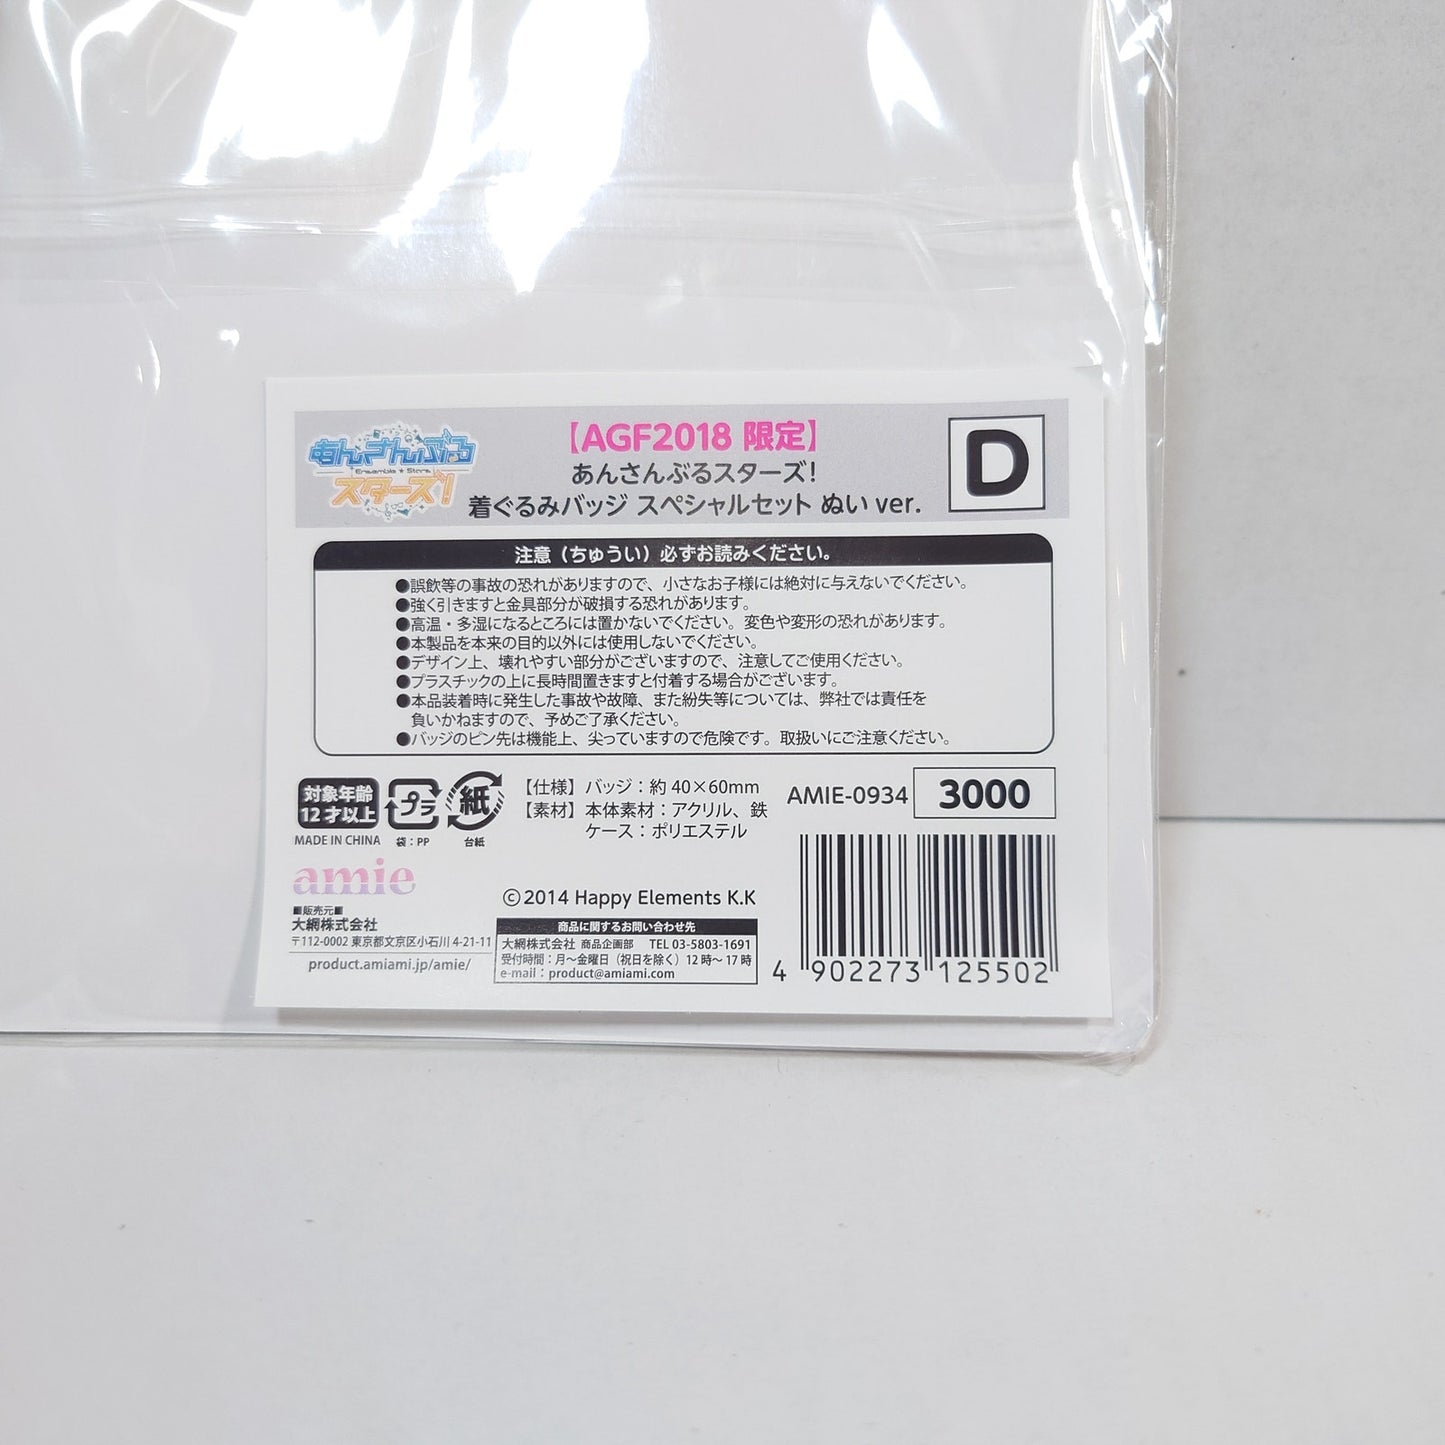 あんさんぶる
Ensemble ★ Stars
スターズ!
【AGF2018 限定】
あんさんぶるスターズ!
着ぐるみバッジ スペシャルセット ぬい ver.
D
注意（ちゅうい）必ずお読みください。
●誤飲等の事故の恐れがありますので、小さなお子様には絶対に与えないでください。
●強く引きますと金具部分が破損する恐れがあります。
●高温・多湿になるところには置かないでください。変色や変形の恐れがあります。
●本製品を本来の目的以外には使用しないでください。
●デザイン上、壊れやすい部分がございますので、注意してご使用ください。
●プラスチックの上に長時間置きますと付着する場合がございます。
●本品装着時に発生した事故や故障、また紛失等については、弊社では責任を
負いかねますので、予めご了承ください。
●バッジのピン先は機能上、尖っていますので危険です。取扱いにご注意ください。
対象年齢
12才以上
MADE IN CHINA
プラ
袋：PP
紙
台紙
【仕様】バッジ：約 40×60mm
【素材】本体素材：アクリル、鉄
ケース：ポリエステル
AMIE-0934
3000
amie
■販売元■
大網株式会社
〒112-0002 東京都文京区小石川 4-21-11
product.amiami.jp/amie/
©2014 Happy Elements K.K
商品に関するお問い合わせ先
大網株式会社 商品企画部 TEL 03-5803-1691
受付時間：月～金曜日（祝日を除く）12 時～ 17 時
e-mail：product@amiami.com
4 902273 125502